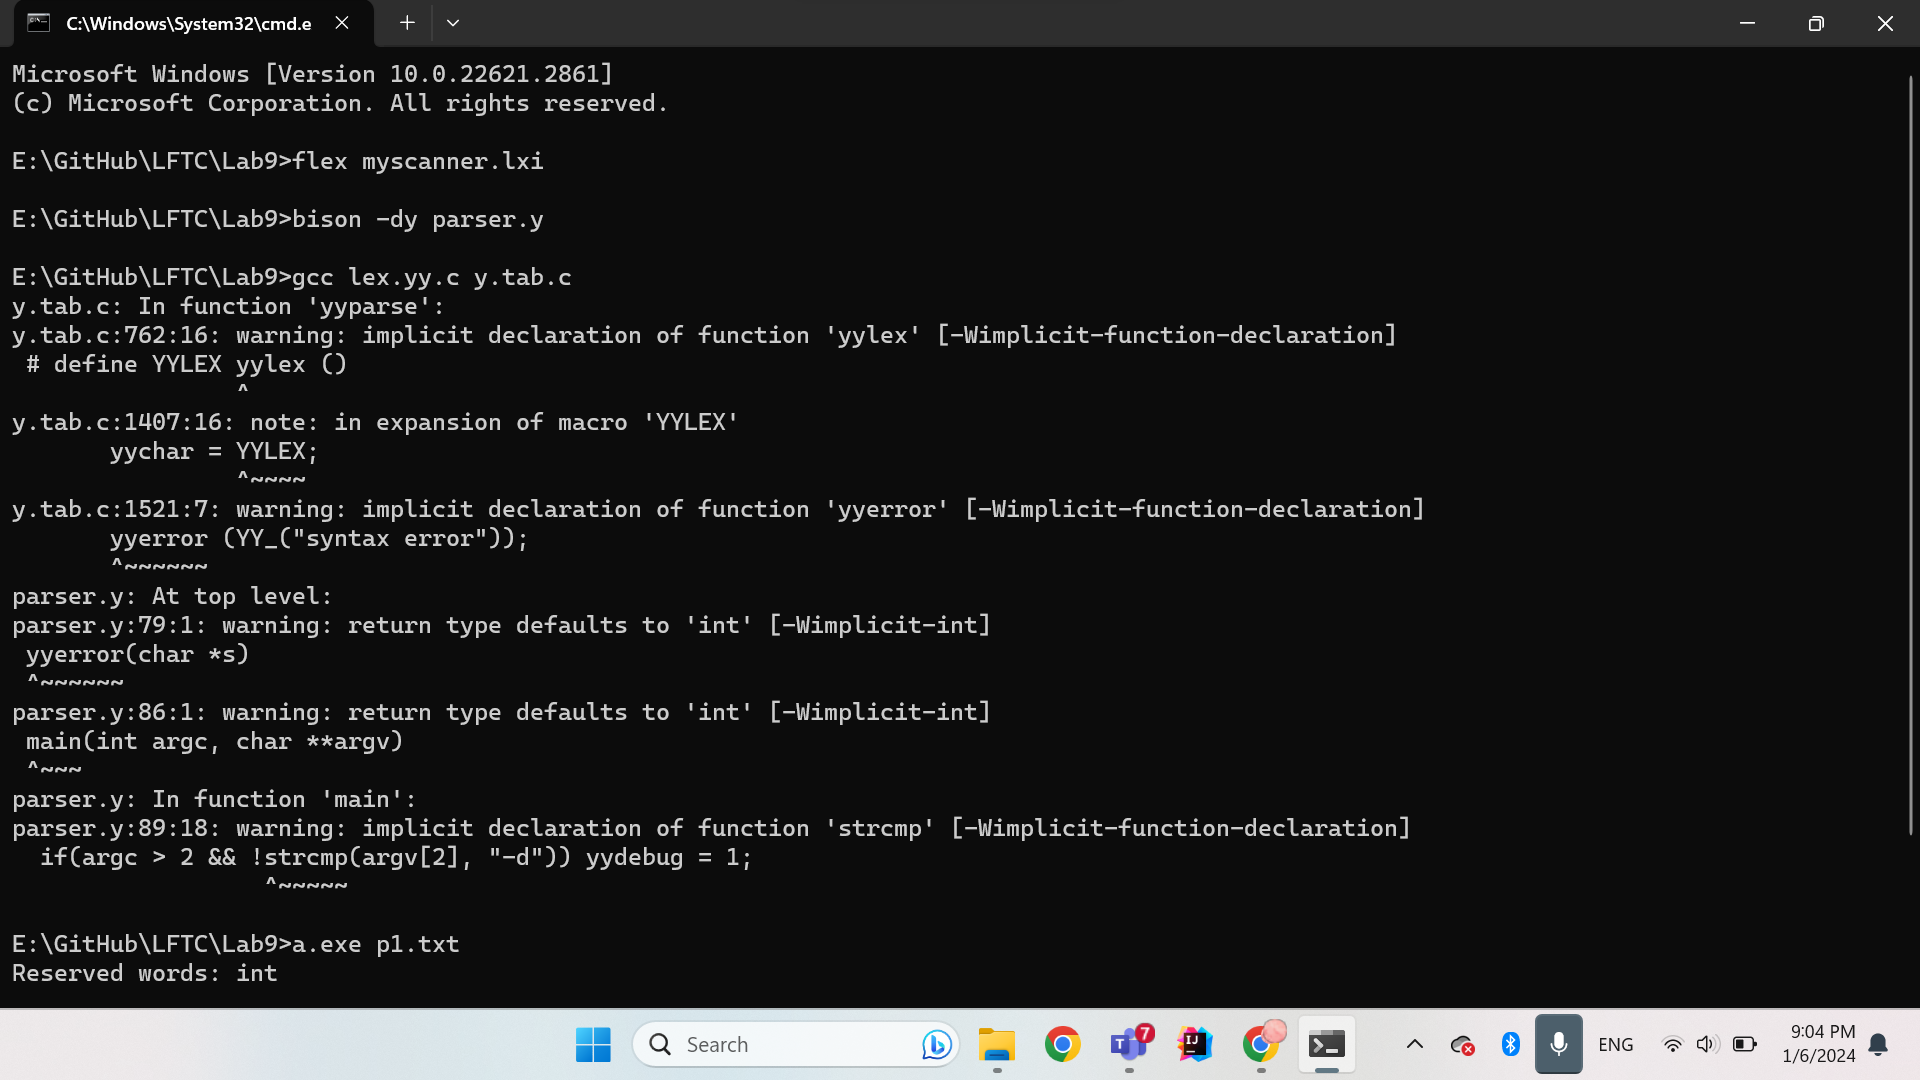 C:\Windows\System32\cmd.e
Microsoft Windows [Version 10.0.22621.2861]
(c) Microsoft Corporation. All rights reserved.
E:\GitHub\LFTC\Lab9>flex myscanner.lxi
E:\GitHub\LFTC\Lab9>bison -dy parser.y
E:\GitHub\LFTC\Lab9>gcc lex.yy.c y.tab.c
y.tab.c: In function 'yyparse':
y.tab.c:762:16: warning: implicit declaration of function 'yylex' [-Wimplicit-function-declaration]
 # define YYLEX yylex ()
                ^
y.tab.c:1407:16: note: in expansion of macro 'YYLEX'
       yychar = YYLEX;
                ^~~~~
y.tab.c:1521:7: warning: implicit declaration of function 'yyerror' [-Wimplicit-function-declaration]
       yyerror (YY_("syntax error"));
       ^~~~~~~
parser.y: At top level:
parser.y:79:1: warning: return type defaults to 'int' [-Wimplicit-int]
 yyerror(char *s)
 ^~~~~~~
parser.y:86:1: warning: return type defaults to 'int' [-Wimplicit-int]
 main(int argc, char **argv)
 ^~~~
parser.y: In function 'main':
parser.y:89:18: warning: implicit declaration of function 'strcmp' [-Wimplicit-function-declaration]
  if(argc > 2 && !strcmp(argv[2], "-d")) yydebug = 1;
                  ^~~~~~
E:\GitHub\LFTC\Lab9>a.exe p1.txt
Reserved words: int
Search
7
T
IJ
ENG
9:04 PM
1/6/2024